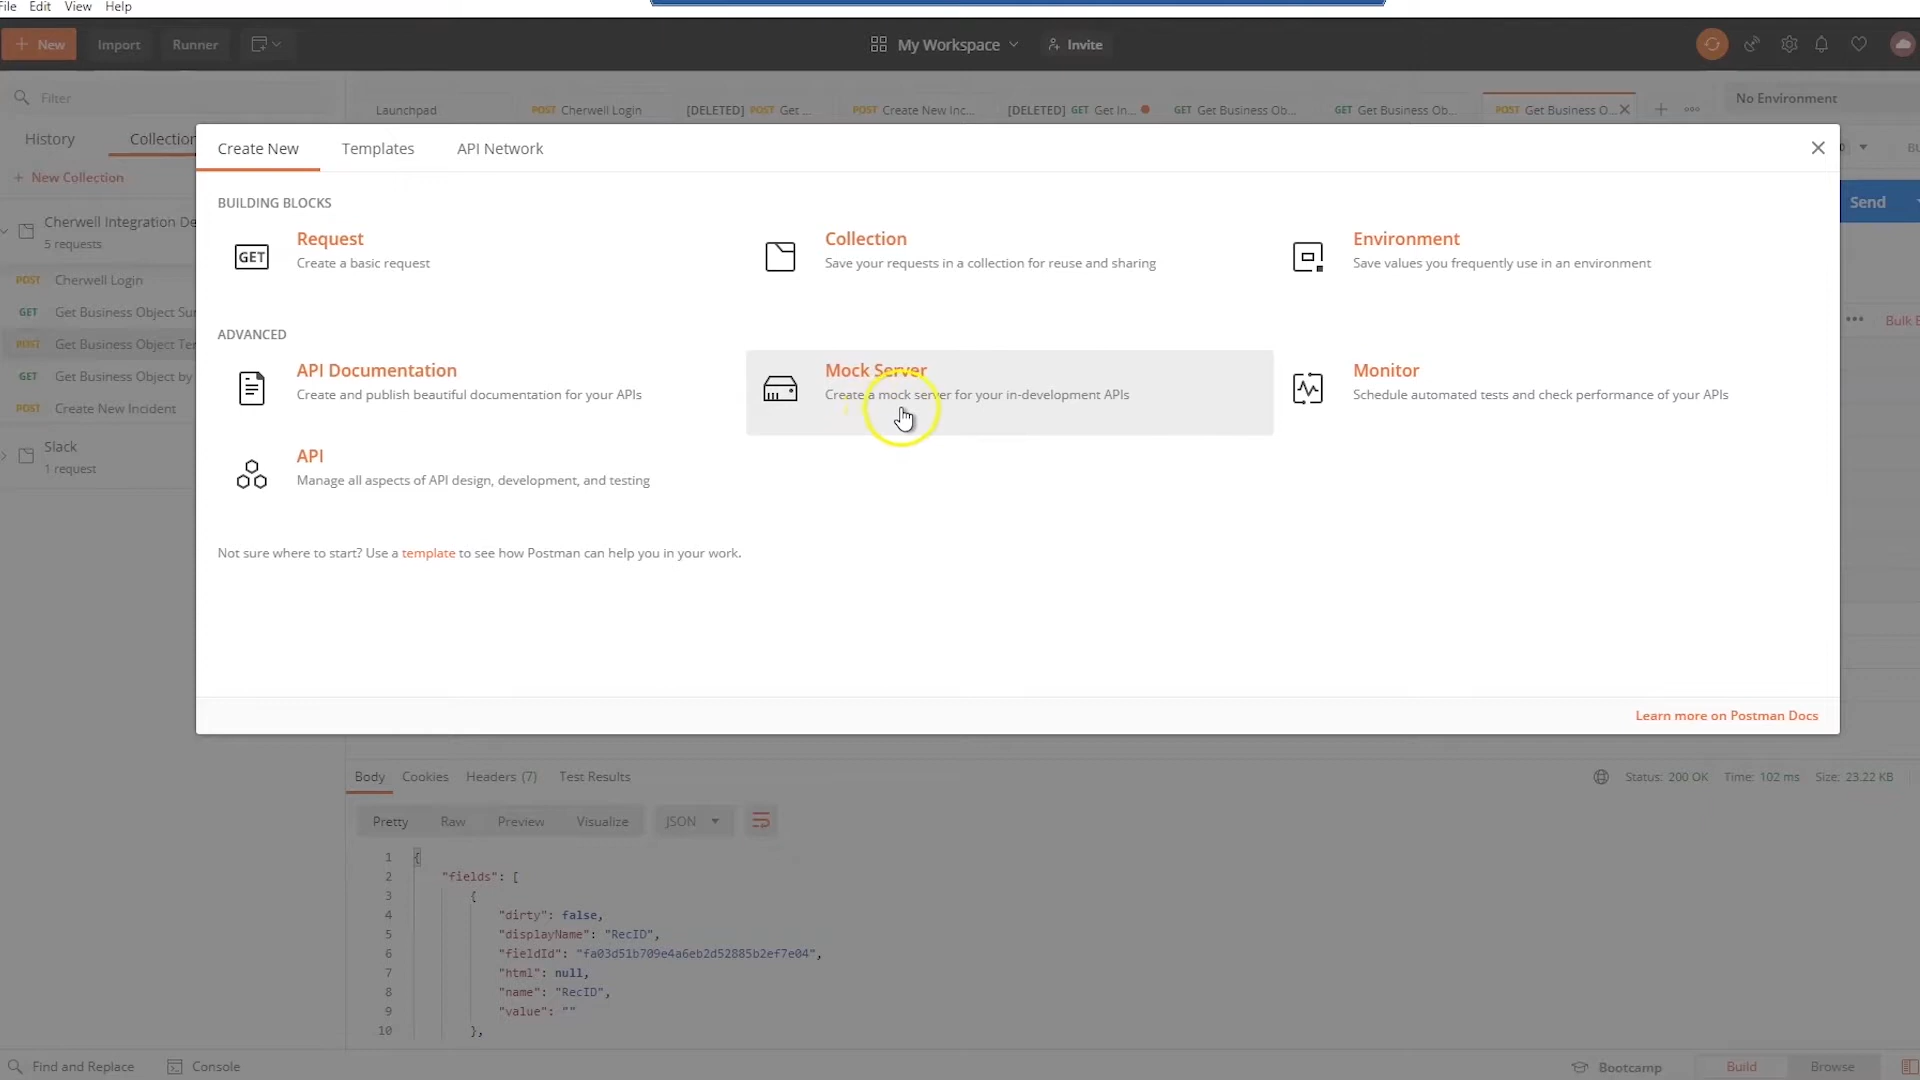 File Edit View Help
New Import Runner My Workspace Invite
Filter
Launchpad POST Cherwell Login [DELETED] POST Get ... POST Create New Inc... [DELETED] GET Get In... GET Get Business Ob... GET Get Business Ob... POST Get Business O... No Environment
History Collection
New Collection
Create New Templates API Network
Cherwell Integration De
5 requests
POST Cherwell Login
GET Get Business Object Sur
POST Get Business Object Te
GET Get Business Object by
POST Create New Incident
Slack
1 request
BUILDING BLOCKS
GET
Request
Create a basic request
Collection
Save your requests in a collection for reuse and sharing
Environment
Save values you frequently use in an environment
ADVANCED
API Documentation
Create and publish beautiful documentation for your APIs
Mock Server
Create a mock server for your in-development APIs
Monitor
Schedule automated tests and check performance of your APIs
API
Manage all aspects of API design, development, and testing
Not sure where to start? Use a template to see how Postman can help you in your work.
Learn more on Postman Docs
Send
Bulk E
Body Cookies Headers (7) Test Results Status: 200 OK Time: 102 ms Size: 23.22 KB
Pretty Raw Preview Visualize JSON
1 {
2 "fields": [
3 {
4 "dirty": false,
5 "displayName": "RecID",
6 "fieldId": "fa03d51b709e4a6eb2d52885b2ef7e04",
7 "html": null,
8 "name": "RecID",
9 "value": ""
10 },
Find and Replace Console Bootcamp Build Browse